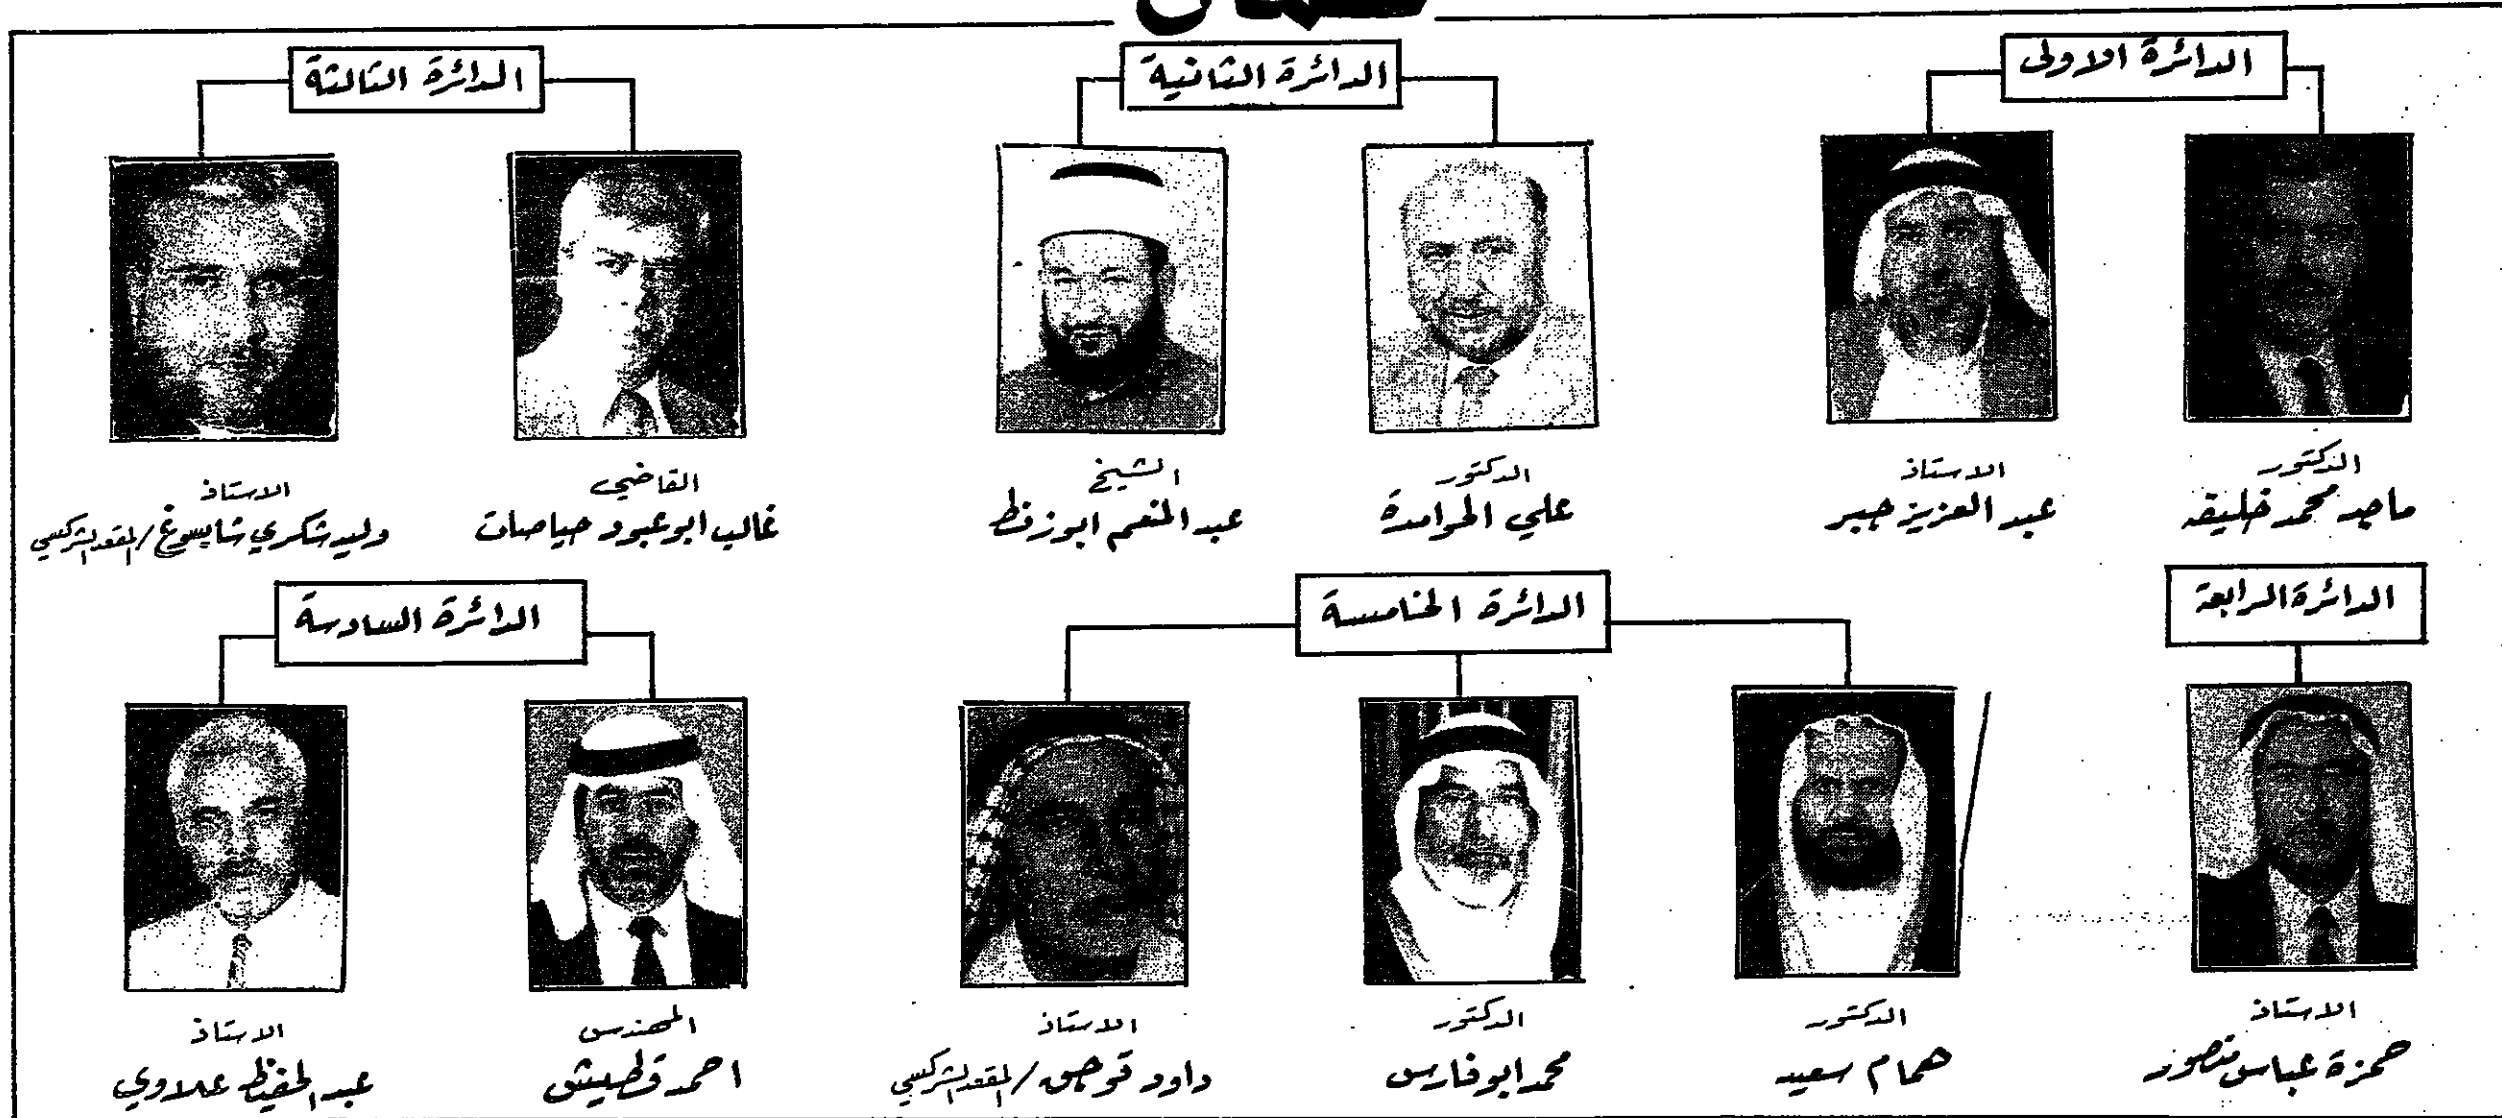 الدائرة الاولى
الدكتور
ماجد محمد خليفه
الاستاذ
عبد العزيز جبر
الدائرة الثانية
الدكتور
علي الحوامدة
الشيخ
عبد المنعم ابو زنط
الدائرة الثالثة
القاضي
غالب ابو عبود حياصات
الاستاذ
وليد شكري شابسوغ / المقعد الشركسي
الدائرة الرابعة
الاستاذ
حمزة عباس منصور
الدائرة الخامسة
الدكتور
همام سعيد
الدكتور
محمد ابو فارس
الاستاذ
داود قوجق / المقعد الشركسي
الدائرة السادسة
المهندس
احمد قطيش
الاستاذ
عبد الحفيظ علاوي